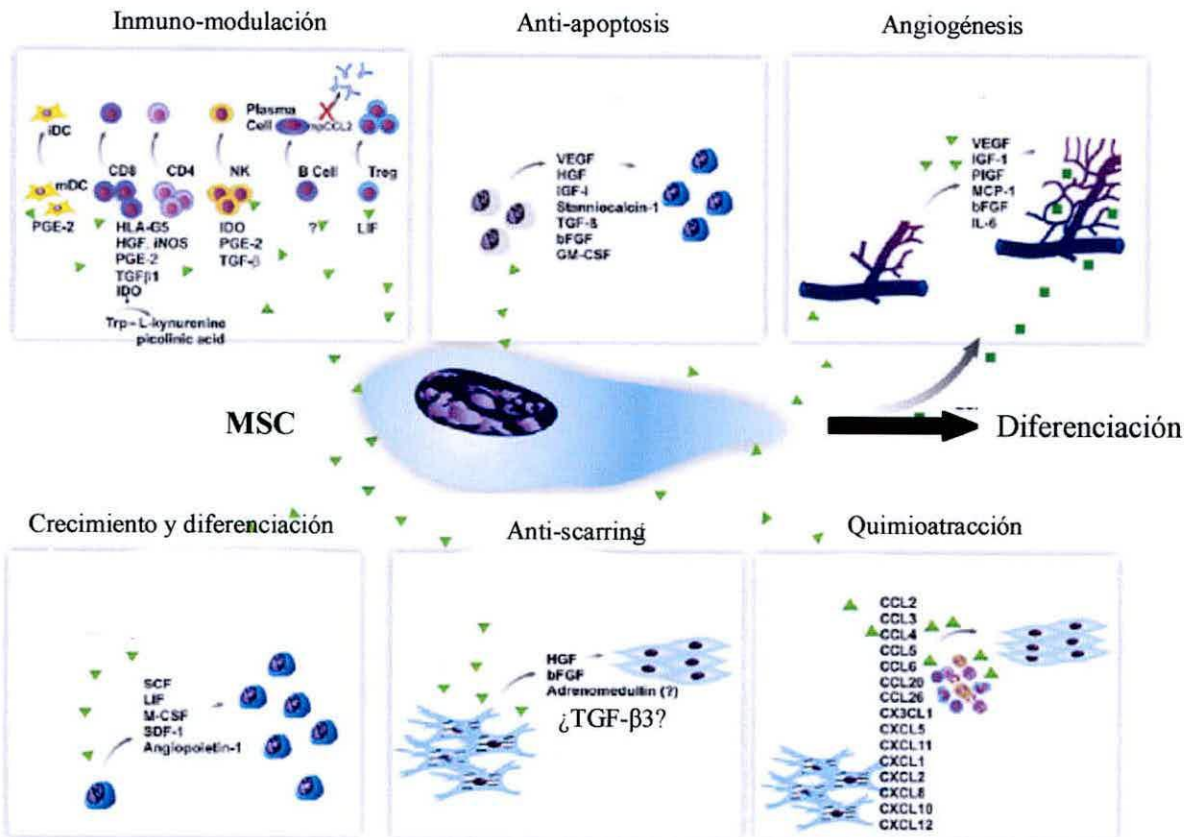 Inmuno-modulación
Anti-apoptosis
Angiogénesis
iDC
Plasma
Cell
CCL2
mDC
CD8
CD4
NK
B Cell
Treg
PGE-2
HLA-G5
HGF, iNOS
PGE-2
TGFβ1
IDO
Trp – L-kynurenine
picolinic acid
IDO
PGE-2
TGF-β
?
LIF
VEGF
HGF
IGF-I
Stanniocalcin-1
TGF-ß
bFGF
GM-CSF
VEGF
IGF-1
PlGF
MCP-1
bFGF
IL-6
MSC
Diferenciación
Crecimiento y diferenciación
Anti-scarring
Quimioatracción
SCF
LIF
M-CSF
SDF-1
Angiopoietin-1
HGF
bFGF
Adrenomedullin (?)
¿TGF-β3?
CCL2
CCL3
CCL4
CCL5
CCL6
CCL20
CCL26
CX3CL1
CXCL5
CXCL11
CXCL1
CXCL2
CXCL8
CXCL10
CXCL12